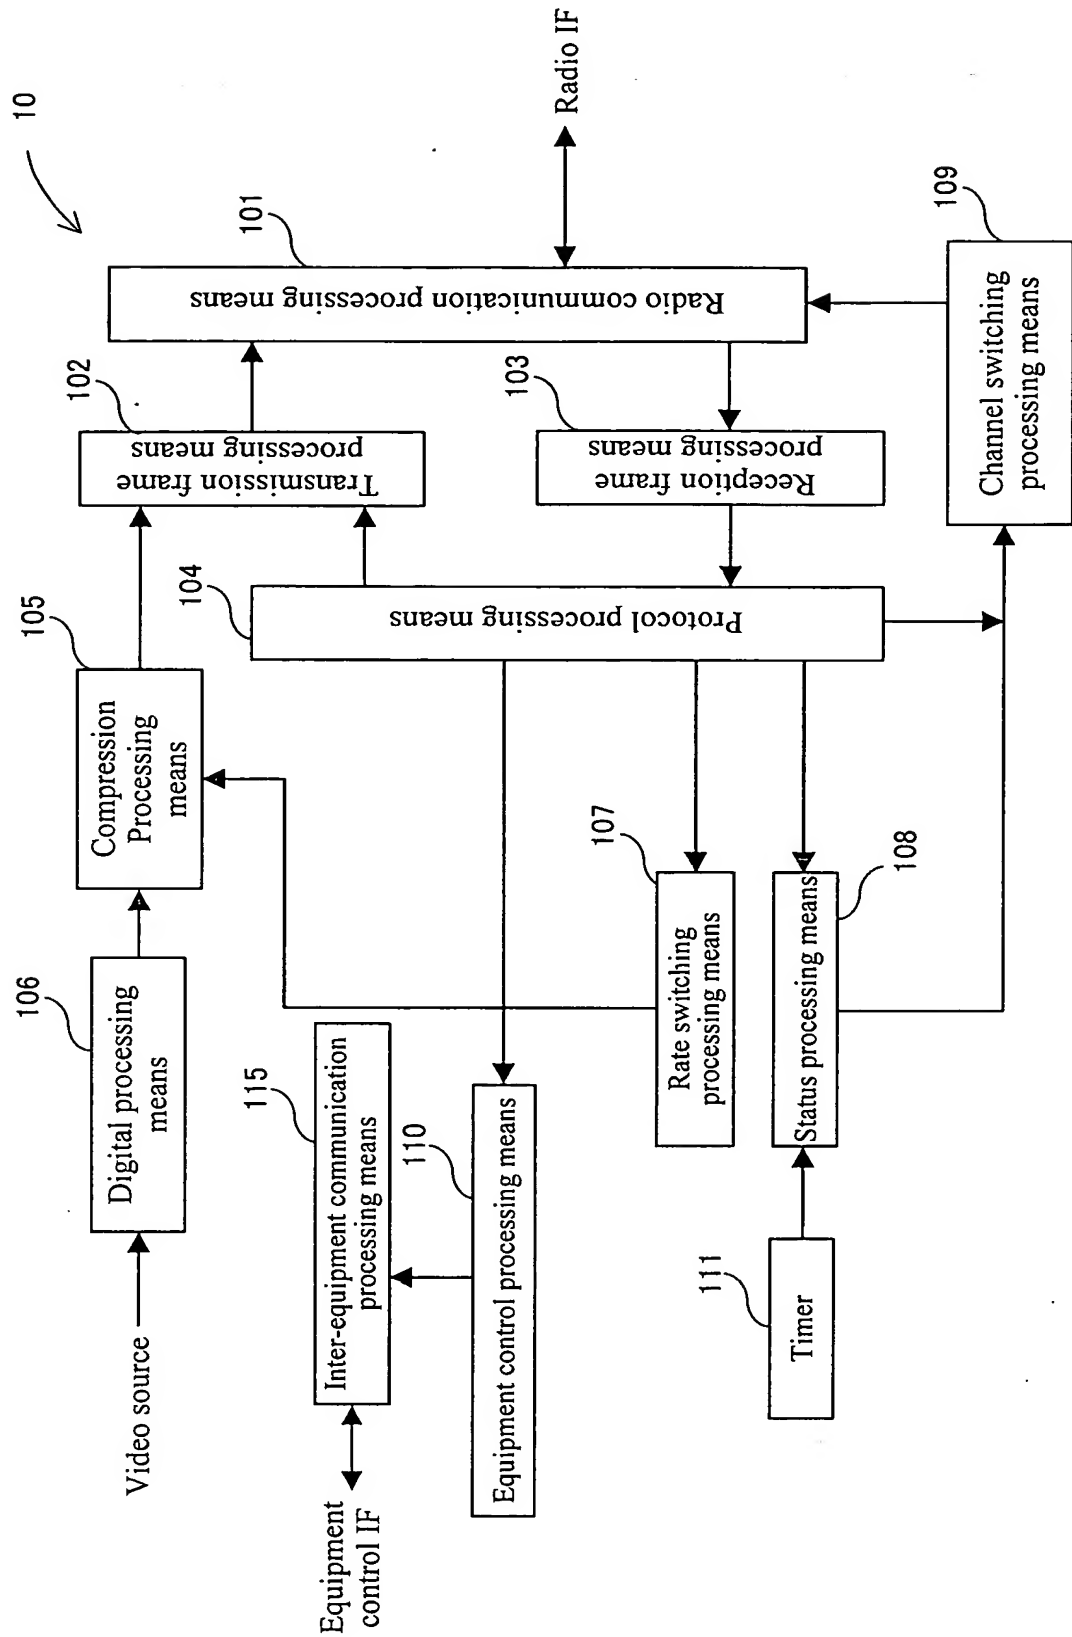 10
Radio IF
101
Radio communication processing means
102
Transmission frame
processing means
103
Reception frame
processing means
109
Channel switching
processing means
104
Protocol processing means
105
Compression
Processing
means
106
Digital processing
means
Video source
107
Rate switching
processing means
108
Status processing means
115
Inter-equipment communication
processing means
110
Equipment control processing means
111
Timer
Equipment
control IF